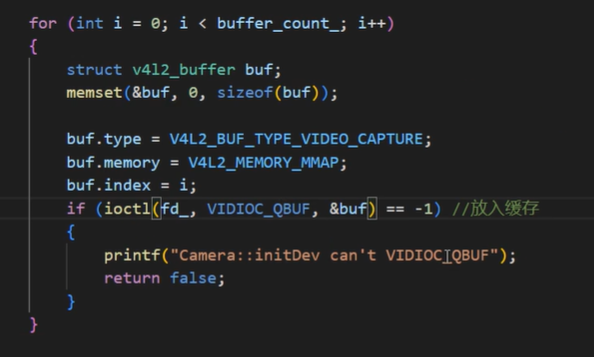 for (int i = 0; i < buffer_count_; i++)
{
    struct v4l2_buffer buf;
    memset(&buf, 0, sizeof(buf));

    buf.type = V4L2_BUF_TYPE_VIDEO_CAPTURE;
    buf.memory = V4L2_MEMORY_MMAP;
    buf.index = i;
    if (ioctl(fd_, VIDIOC_QBUF, &buf) == -1) //放入缓存
    {
        printf("Camera::initDev can't VIDIOC_QBUF");
        return false;
    }
}